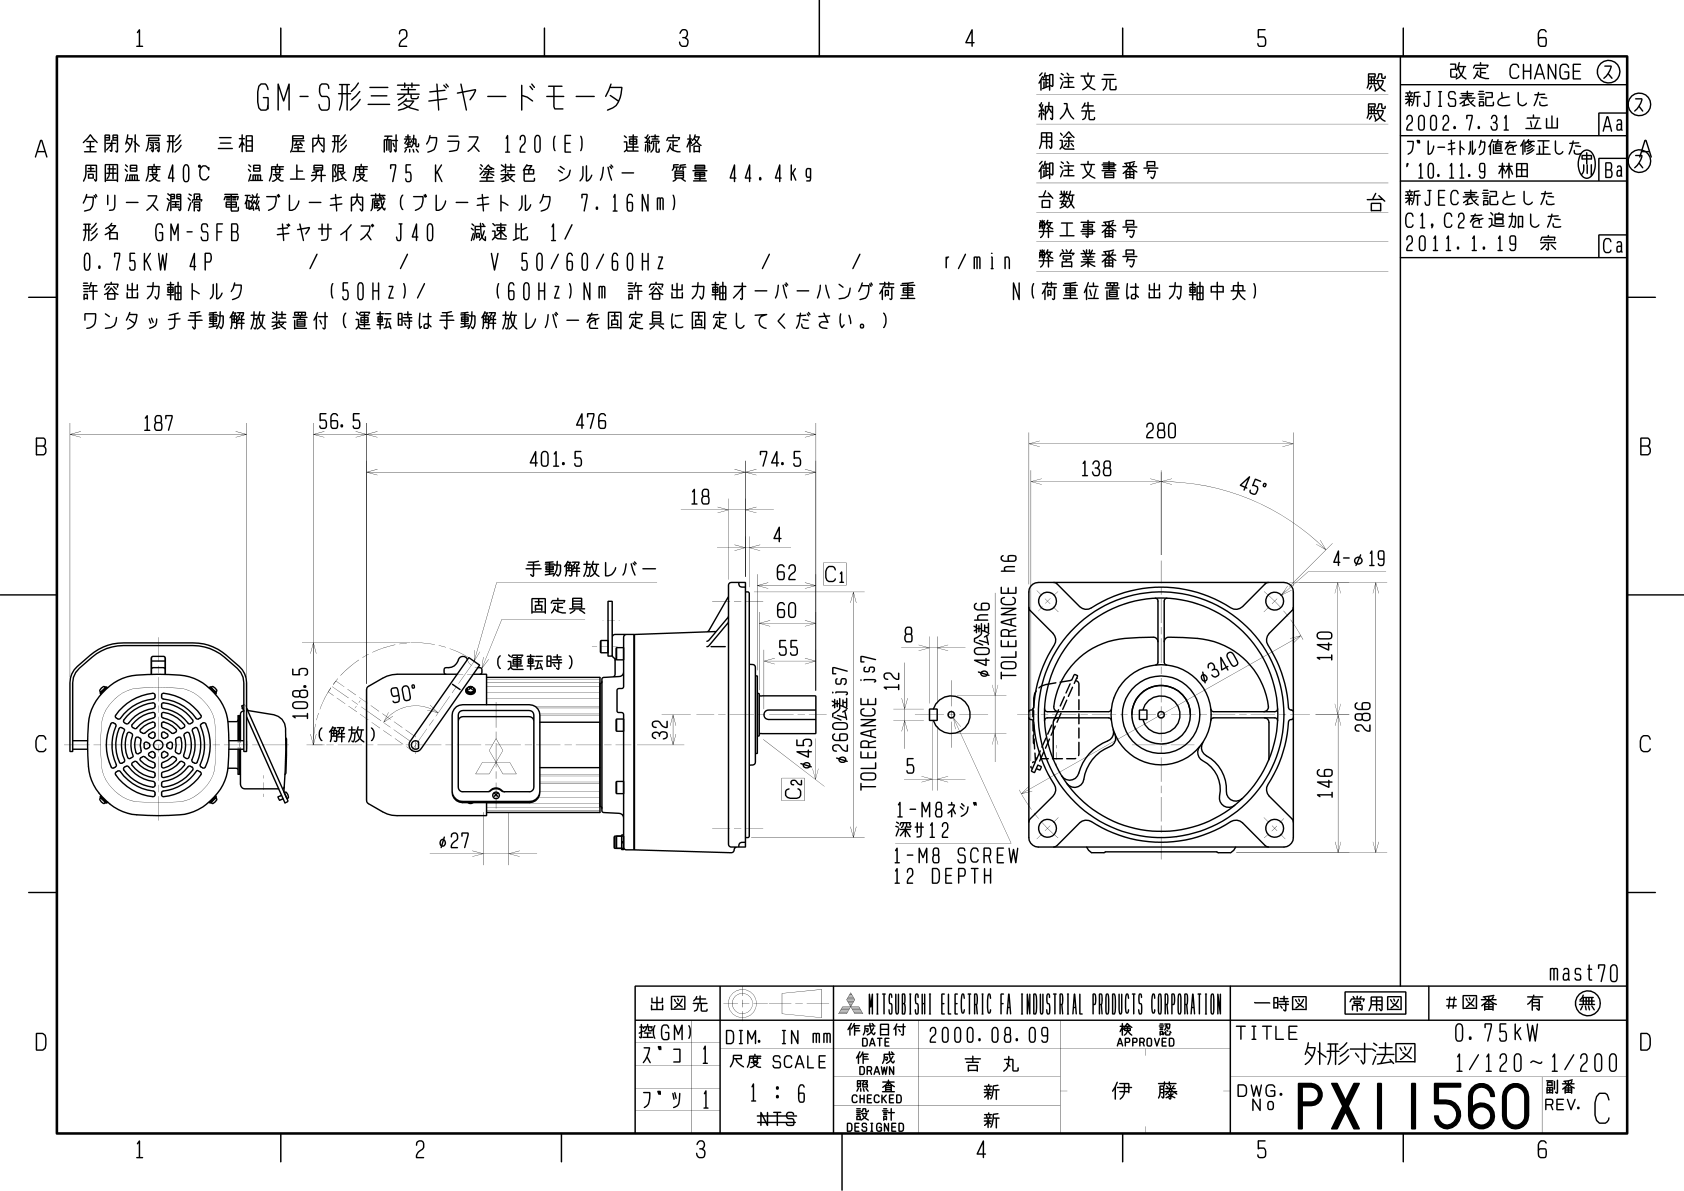 1 2 3 4 5 6
A
B
C
D
GM-S形三菱ギヤードモータ
全閉外扇形 三相 屋内形 耐熱クラス 120(E) 連続定格
周囲温度40℃ 温度上昇限度 75 K 塗装色 シルバー 質量 44.4kg
グリース潤滑 電磁ブレーキ内蔵(ブレーキトルク 7.16Nm)
形名 GM-SFB ギヤサイズ J40 減速比 1/
0.75KW 4P / / V 50/60/60Hz / / r/min
許容出力軸トルク (50Hz)/ (60Hz)Nm 許容出力軸オーバーハング荷重 N(荷重位置は出力軸中央)
ワンタッチ手動解放装置付(運転時は手動解放レバーを固定具に固定してください。)
御注文元 殿
納入先 殿
用途
御注文書番号
台数 台
弊工事番号
弊営業番号
改定 CHANGE ス
新JIS表記とした ス
2002.7.31 立山 Aa
ブレーキトルク値を修正した A
'10.11.9 林田 中川 Ba ス
新JEC表記とした
C1,C2を追加した
2011.1.19 宗 Ca
187
56.5
476
401.5
74.5
18
4
62 C1
60
55
手動解放レバー
固定具
(運転時)
108.5
90°
(解放)
32
φ27
φ45
C2
φ260公差js7
TOLERANCE js7
8
12
5
φ40公差h6
TOLERANCE h6
1-M8ネジ
深サ12
1-M8 SCREW
12 DEPTH
280
138
45°
4-φ19
φ340
140
286
146
B
C
D
mast70
出図先
控(GM)
ズコ 1
ブツ 1
DIM. IN mm
尺度 SCALE
1 : 6
NTS
MITSUBISHI ELECTRIC FA INDUSTRIAL PRODUCTS CORPORATION
作成日付 DATE 2000.08.09
作成 DRAWN 吉丸
照査 CHECKED 新
設計 DESIGNED 新
検認 APPROVED
伊藤
一時図 常用図 #図番 有 無
TITLE 外形寸法図
0.75kW
1/120~1/200
DWG. No PX11560
副番 REV. C
1 2 3 4 5 6